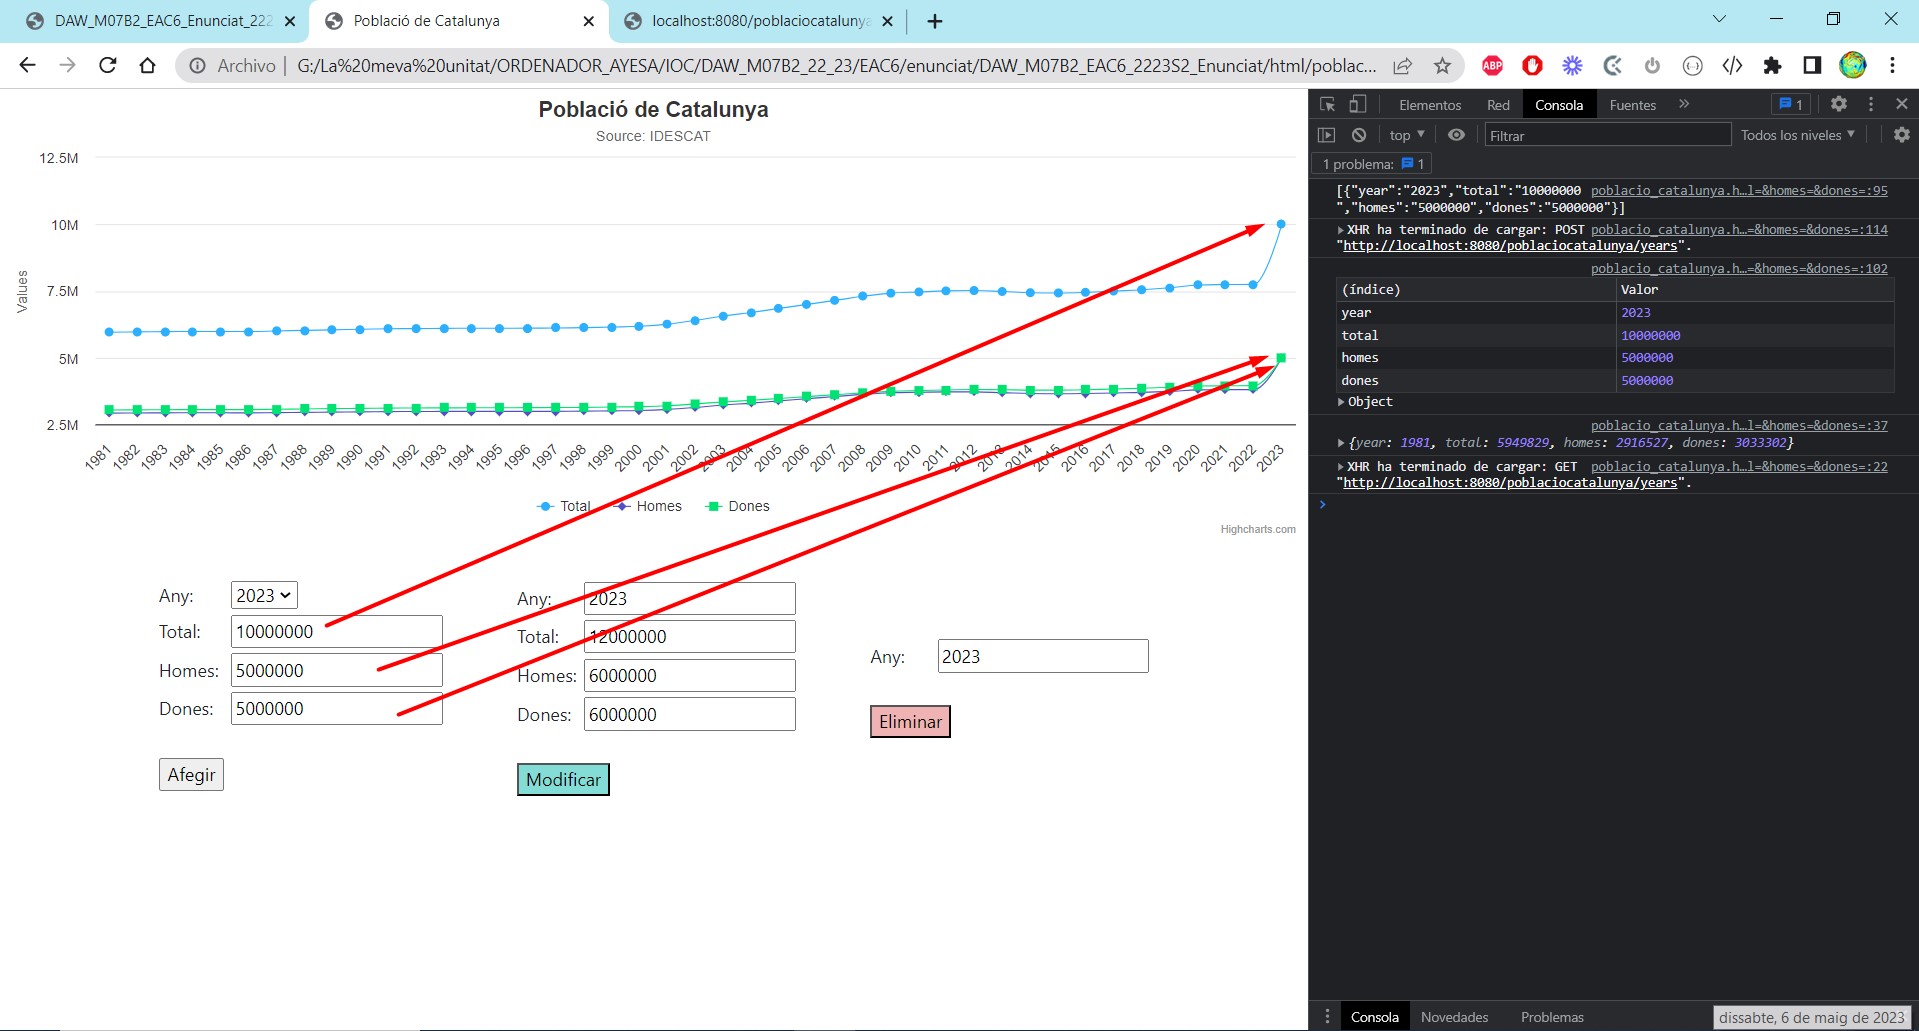 DAW_M07B2_EAC6_Enunciat_222
Població de Catalunya
localhost:8080/poblaciocatalunya
Archivo
G:/La%20meva%20unitat/ORDENADOR_AYESA/IOC/DAW_M07B2_22_23/EAC6/enunciat/DAW_M07B2_EAC6_2223S2_Enunciat/html/poblac...
ABP
Població de Catalunya
Source: IDESCAT
Values
12.5M
10M
7.5M
5M
2.5M
1981 1982 1983 1984 1985 1986 1987 1988 1989 1990 1991 1992 1993 1994 1995 1996 1997 1998 1999 2000 2001 2002 2003 2004 2005 2006 2007 2008 2009 2010 2011 2012 2013 2014 2015 2016 2017 2018 2019 2020 2021 2022 2023
Total Homes Dones
Highcharts.com
Any: 2023
Total: 10000000
Homes: 5000000
Dones: 5000000
Afegir
Any: 2023
Total: 12000000
Homes: 6000000
Dones: 6000000
Modificar
Any: 2023
Eliminar
Elementos Red Consola Fuentes » 1
top Filtrar Todos los niveles
1 problema: 1
[{"year":"2023","total":"10000000 poblacio_catalunya.h…l=&homes=&dones=:95
","homes":"5000000","dones":"5000000"}]
XHR ha terminado de cargar: POST poblacio_catalunya.h…=&homes=&dones=:114
"http://localhost:8080/poblaciocatalunya/years".
poblacio_catalunya.h…=&homes=&dones=:102
(índice) Valor
year 2023
total 10000000
homes 5000000
dones 5000000
Object
poblacio_catalunya.h…l=&homes=&dones=:37
{year: 1981, total: 5949829, homes: 2916527, dones: 3033302}
XHR ha terminado de cargar: GET poblacio_catalunya.h…l=&homes=&dones=:22
"http://localhost:8080/poblaciocatalunya/years".
Consola Novedades Problemas
dissabte, 6 de maig de 2023